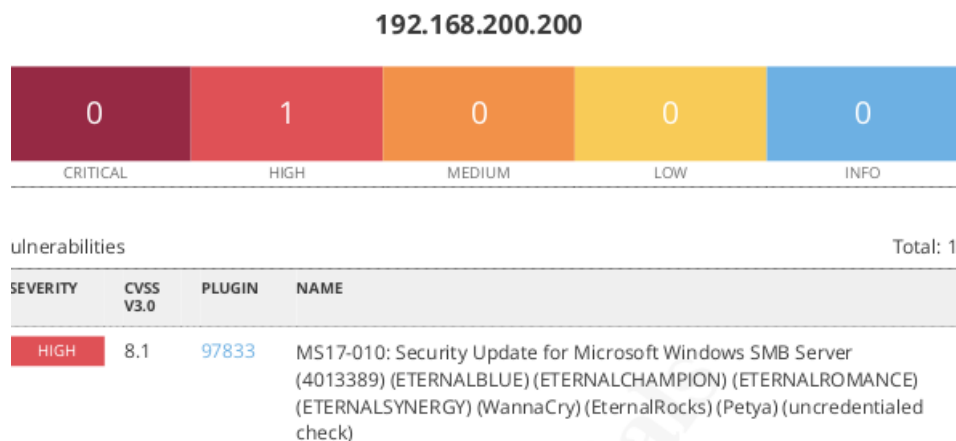 192.168.200.200
0 1 0 0 0
CRITICAL HIGH MEDIUM LOW INFO
ulnerabilities Total: 1
SEVERITY CVSS V3.0 PLUGIN NAME
HIGH 8.1 97833 MS17-010: Security Update for Microsoft Windows SMB Server
(4013389) (ETERNALBLUE) (ETERNALCHAMPION) (ETERNALROMANCE)
(ETERNALSYNERGY) (WannaCry) (EternalRocks) (Petya) (uncredentialed
check)